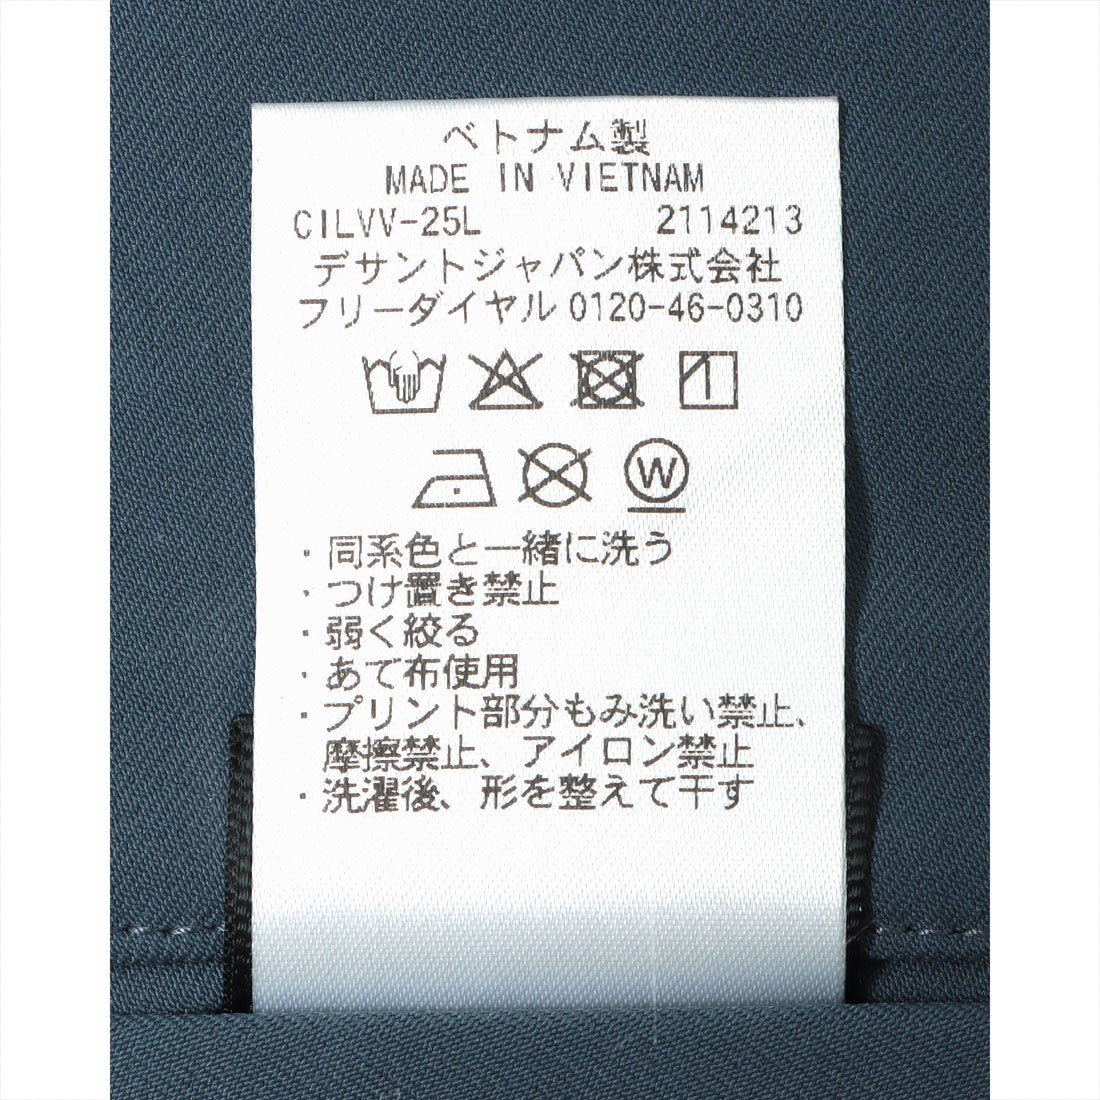 ベトナム製
MADE IN VIETNAM
CILVV-25L 2114213
デサントジャパン株式会社
フリーダイヤル 0120-46-0310
W
・同系色と一緒に洗う
・つけ置き禁止
・弱く絞る
・あて布使用
・プリント部分もみ洗い禁止、
摩擦禁止、アイロン禁止
・洗濯後、形を整えて干す